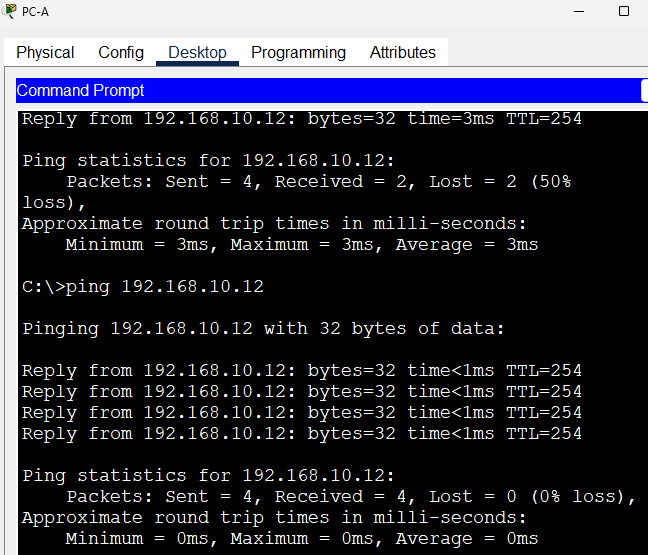 PC-A
Physical Config Desktop Programming Attributes
Command Prompt
Reply from 192.168.10.12: bytes=32 time=3ms TTL=254
Ping statistics for 192.168.10.12:
Packets: Sent = 4, Received = 2, Lost = 2 (50%
loss),
Approximate round trip times in milli-seconds:
Minimum = 3ms, Maximum = 3ms, Average = 3ms
C:\>ping 192.168.10.12
Pinging 192.168.10.12 with 32 bytes of data:
Reply from 192.168.10.12: bytes=32 time<1ms TTL=254
Reply from 192.168.10.12: bytes=32 time<1ms TTL=254
Reply from 192.168.10.12: bytes=32 time<1ms TTL=254
Reply from 192.168.10.12: bytes=32 time<1ms TTL=254
Ping statistics for 192.168.10.12:
Packets: Sent = 4, Received = 4, Lost = 0 (0% loss),
Approximate round trip times in milli-seconds:
Minimum = 0ms, Maximum = 0ms, Average = 0ms